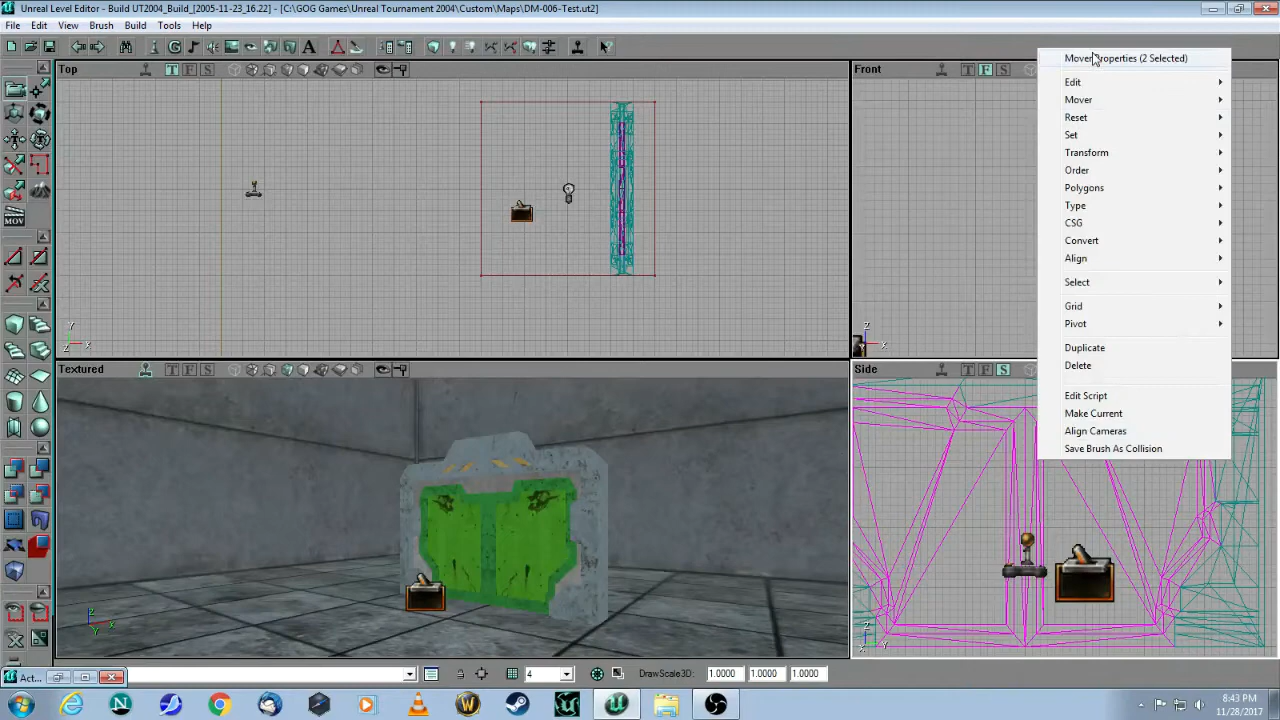 Unreal Level Editor - Build UT2004_Build_[2005-11-23_16.22] - [C:\GOG Games\Unreal Tournament 2004\Custom\Maps\DM-006-Test.ut2]
File Edit View Brush Build Tools Help
Top
Front
Mover Properties (2 Selected)
Edit
Mover
Reset
Set
Transform
Order
Polygons
Type
CSG
Convert
Align
Select
Grid
Pivot
Duplicate
Delete
Edit Script
Make Current
Align Cameras
Save Brush As Collision
MOV
Textured
Side
Act...
4
DrawScale3D: 1.0000 1.0000 1.0000
8:43 PM
11/28/2017